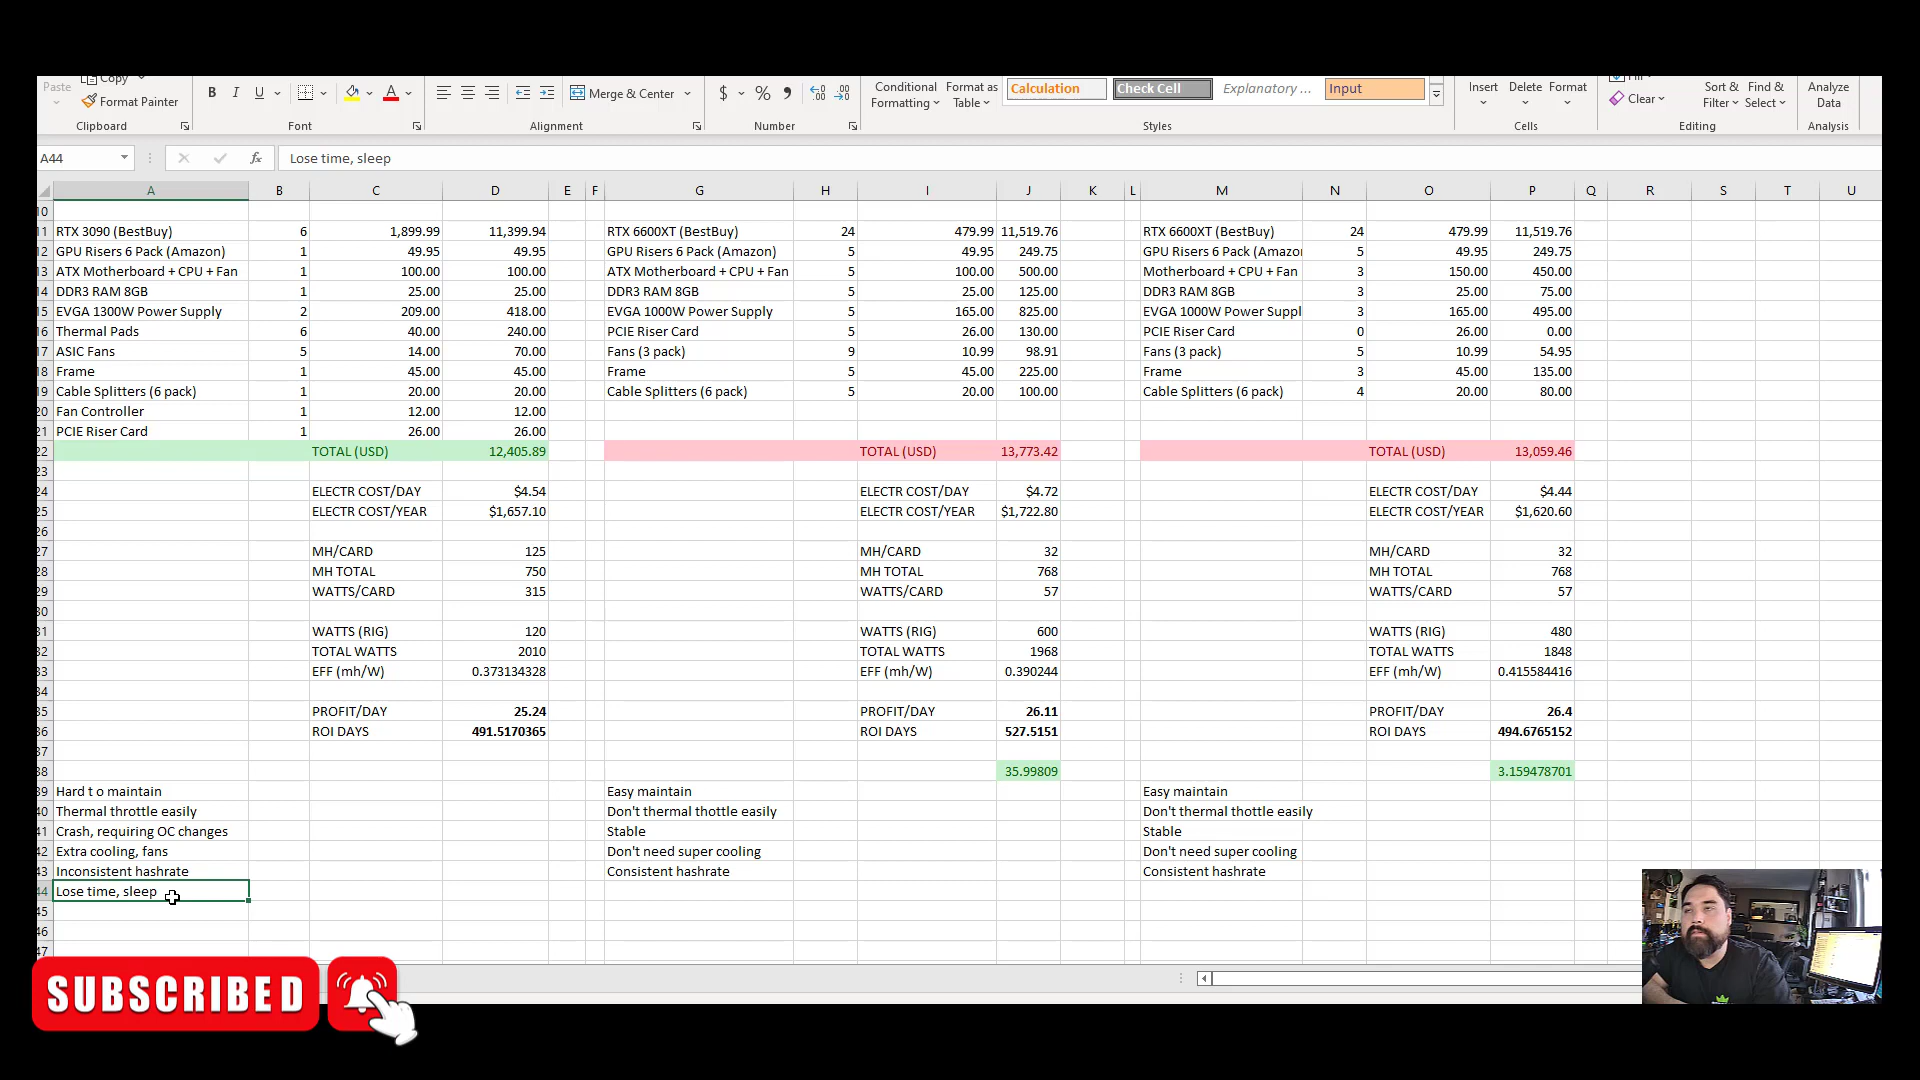 Paste Copy
Format Painter
B I U A
Merge & Center
$ % 9
Conditional Formatting Format as Table
Calculation Check Cell Explanatory ... Input
Insert Delete Format
Clear
Sort & Filter Find & Select
Analyze Data
Clipboard Font Alignment Number Styles Cells Editing Analysis
A44 fx Lose time, sleep
A B C D E F G H I J K L M N O P Q R S T U
10
11 RTX 3090 (BestBuy) 6 1,899.99 11,399.94 RTX 6600XT (BestBuy) 24 479.99 11,519.76 RTX 6600XT (BestBuy) 24 479.99 11,519.76
12 GPU Risers 6 Pack (Amazon) 1 49.95 49.95 GPU Risers 6 Pack (Amazon) 5 49.95 249.75 GPU Risers 6 Pack (Amazor 5 49.95 249.75
13 ATX Motherboard + CPU + Fan 1 100.00 100.00 ATX Motherboard + CPU + Fan 5 100.00 500.00 Motherboard + CPU + Fan 3 150.00 450.00
14 DDR3 RAM 8GB 1 25.00 25.00 DDR3 RAM 8GB 5 25.00 125.00 DDR3 RAM 8GB 3 25.00 75.00
15 EVGA 1300W Power Supply 2 209.00 418.00 EVGA 1000W Power Supply 5 165.00 825.00 EVGA 1000W Power Suppl 3 165.00 495.00
16 Thermal Pads 6 40.00 240.00 PCIE Riser Card 5 26.00 130.00 PCIE Riser Card 0 26.00 0.00
17 ASIC Fans 5 14.00 70.00 Fans (3 pack) 9 10.99 98.91 Fans (3 pack) 5 10.99 54.95
18 Frame 1 45.00 45.00 Frame 5 45.00 225.00 Frame 3 45.00 135.00
19 Cable Splitters (6 pack) 1 20.00 20.00 Cable Splitters (6 pack) 5 20.00 100.00 Cable Splitters (6 pack) 4 20.00 80.00
20 Fan Controller 1 12.00 12.00
21 PCIE Riser Card 1 26.00 26.00
22 TOTAL (USD) 12,405.89 TOTAL (USD) 13,773.42 TOTAL (USD) 13,059.46
23
24 ELECTR COST/DAY $4.54 ELECTR COST/DAY $4.72 ELECTR COST/DAY $4.44
25 ELECTR COST/YEAR $1,657.10 ELECTR COST/YEAR $1,722.80 ELECTR COST/YEAR $1,620.60
26
27 MH/CARD 125 MH/CARD 32 MH/CARD 32
28 MH TOTAL 750 MH TOTAL 768 MH TOTAL 768
29 WATTS/CARD 315 WATTS/CARD 57 WATTS/CARD 57
30
31 WATTS (RIG) 120 WATTS (RIG) 600 WATTS (RIG) 480
32 TOTAL WATTS 2010 TOTAL WATTS 1968 TOTAL WATTS 1848
33 EFF (mh/W) 0.373134328 EFF (mh/W) 0.390244 EFF (mh/W) 0.415584416
34
35 PROFIT/DAY 25.24 PROFIT/DAY 26.11 PROFIT/DAY 26.4
36 ROI DAYS 491.5170365 ROI DAYS 527.5151 ROI DAYS 494.6765152
37
38 35.99809 3.159478701
39 Hard t o maintain Easy maintain Easy maintain
40 Thermal throttle easily Don't thermal thottle easily Don't thermal thottle easily
41 Crash, requiring OC changes Stable Stable
42 Extra cooling, fans Don't need super cooling Don't need super cooling
43 Inconsistent hashrate Consistent hashrate Consistent hashrate
44 Lose time, sleep
45
46
47
SUBSCRIBED